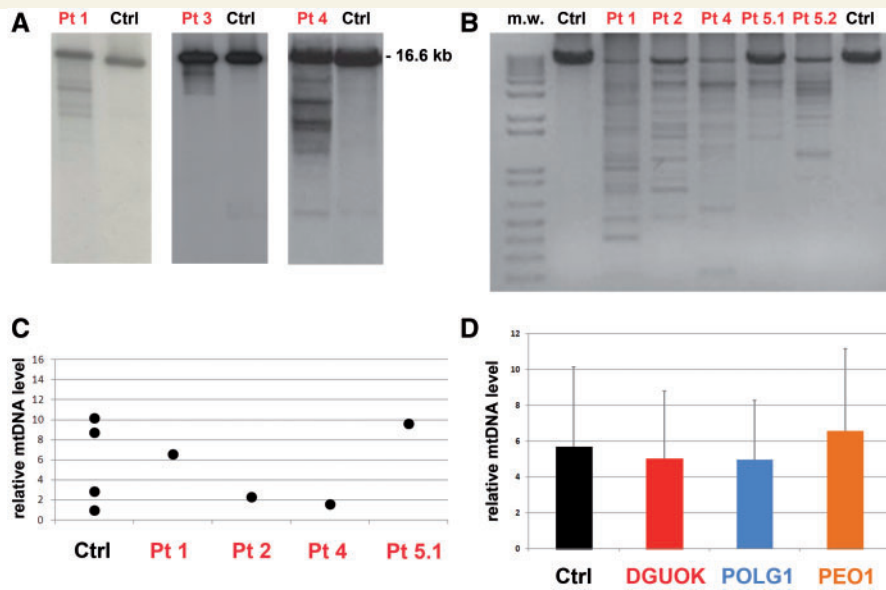 A
Pt 1 Ctrl
Pt 3 Ctrl
Pt 4 Ctrl
- 16.6 kb
B
m.w. Ctrl Pt 1 Pt 2 Pt 4 Pt 5.1 Pt 5.2 Ctrl
C
relative mtDNA level
16
14
12
10
8
6
4
2
0
Ctrl Pt 1 Pt 2 Pt 4 Pt 5.1
D
relative mtDNA level
12
10
8
6
4
2
0
Ctrl DGUOK POLG1 PEO1